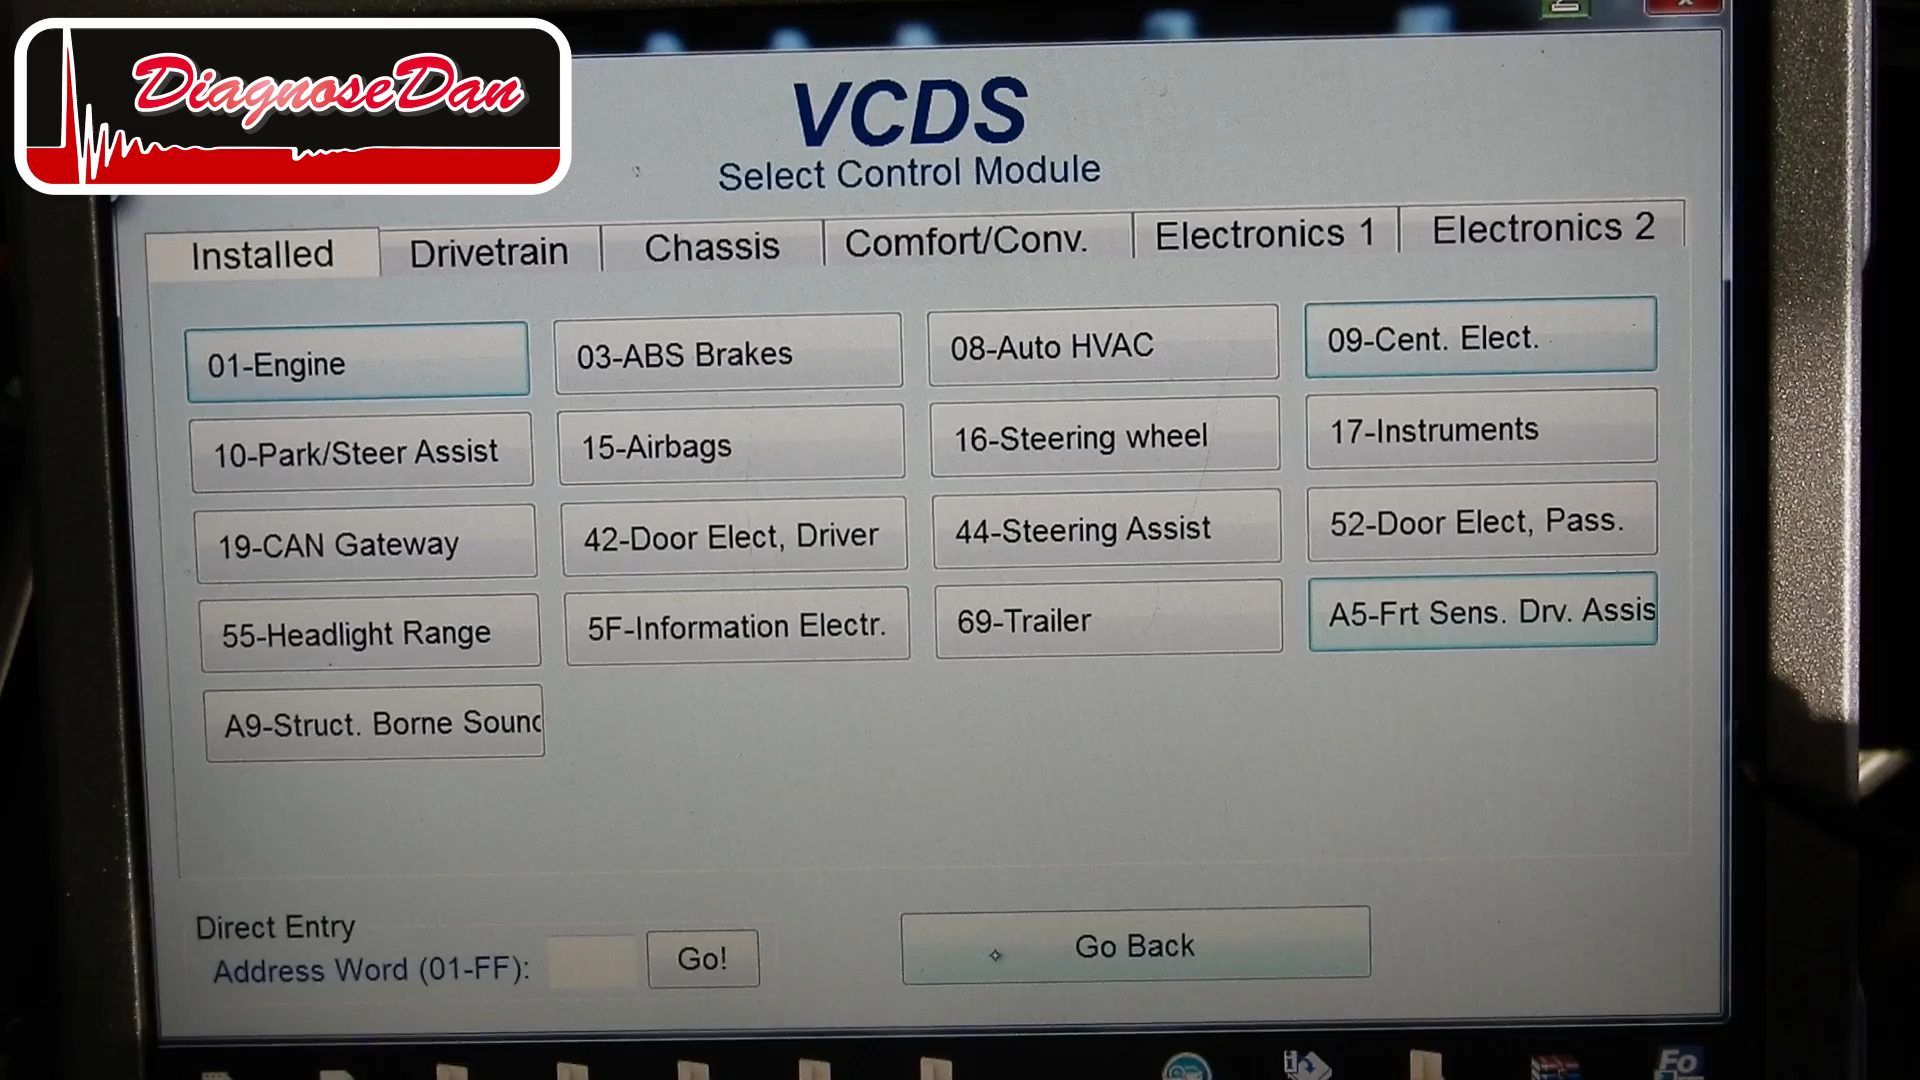 DiagnoseDan
VCDS
Select Control Module
Installed
Drivetrain
Chassis
Comfort/Conv.
Electronics 1
Electronics 2
01-Engine
03-ABS Brakes
08-Auto HVAC
09-Cent. Elect.
10-Park/Steer Assist
15-Airbags
16-Steering wheel
17-Instruments
19-CAN Gateway
42-Door Elect, Driver
44-Steering Assist
52-Door Elect, Pass.
55-Headlight Range
5F-Information Electr.
69-Trailer
A5-Frt Sens. Drv. Assis
A9-Struct. Borne Sounc
Direct Entry
Address Word (01-FF):
Go!
Go Back
Fo